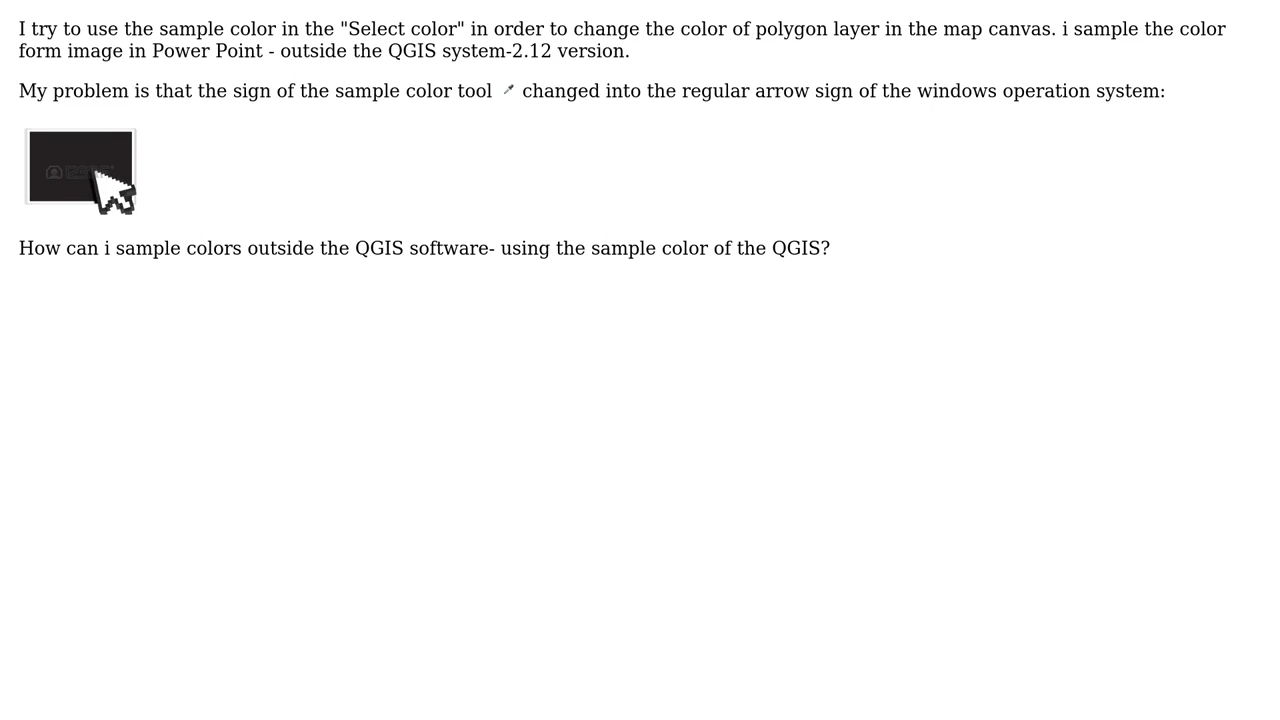 I try to use the sample color in the "Select color" in order to change the color of polygon layer in the map canvas. i sample the color
form image in Power Point - outside the QGIS system-2.12 version.
My problem is that the sign of the sample color tool changed into the regular arrow sign of the windows operation system:
How can i sample colors outside the QGIS software- using the sample color of the QGIS?